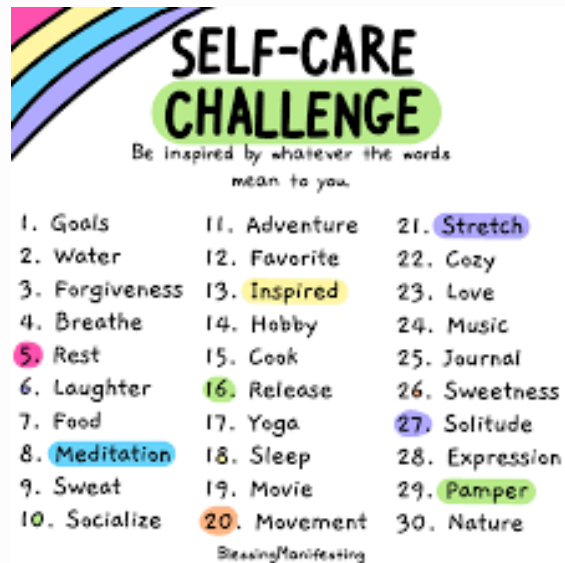 SELF-CARE
CHALLENGE
Be inspired by whatever the words
mean to you.
1. Goals
2. Water
3. Forgiveness
4. Breathe
5. Rest
6. Laughter
7. Food
8. Meditation
9. Sweat
10. Socialize
11. Adventure
12. Favorite
13. Inspired
14. Hobby
15. Cook
16. Release
17. Yoga
18. Sleep
19. Movie
20. Movement
21. Stretch
22. Cozy
23. Love
24. Music
25. Journal
26. Sweetness
27. Solitude
28. Expression
29. Pamper
30. Nature
BlessingManifesting